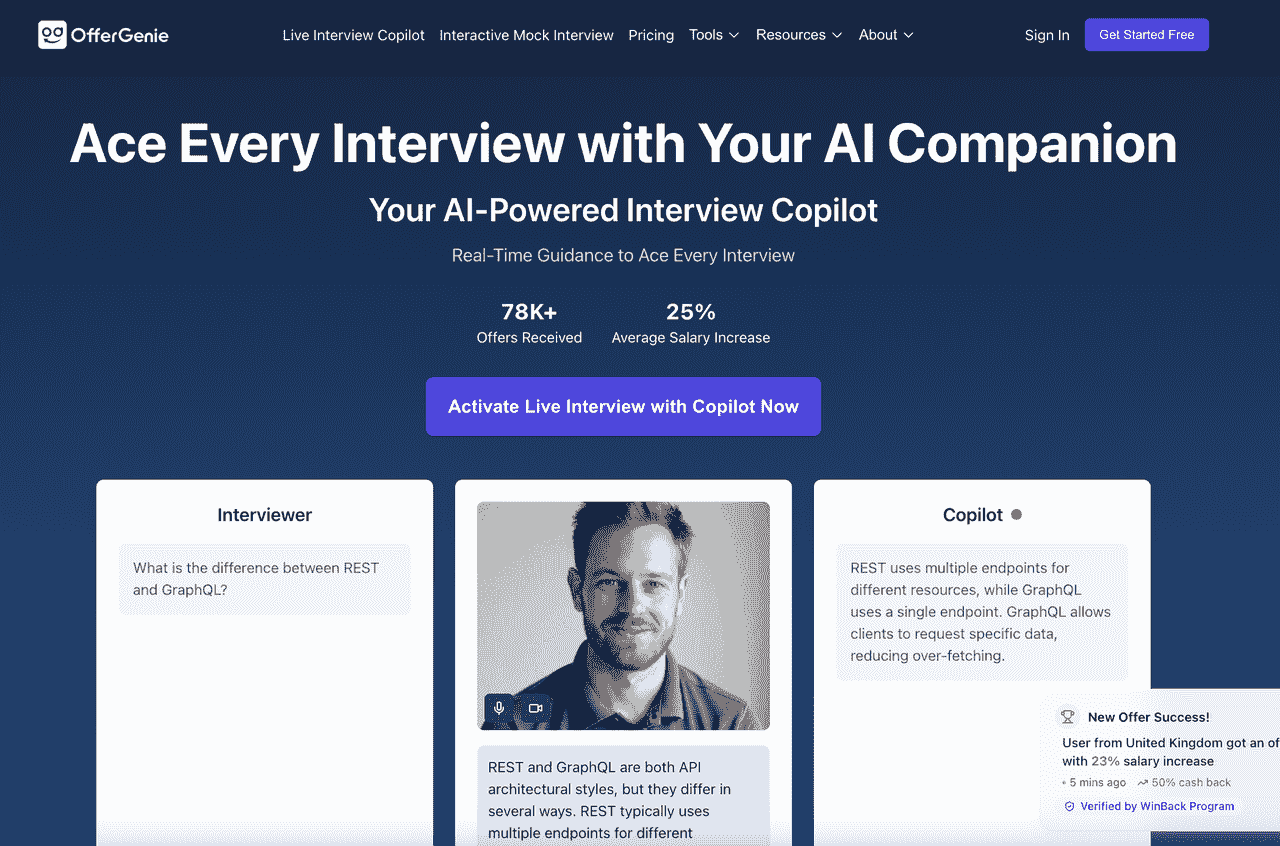 OfferGenie
Live Interview Copilot
Interactive Mock Interview
Pricing
Tools
Resources
About
Sign In
Get Started Free
Ace Every Interview with Your AI Companion
Your AI-Powered Interview Copilot
Real-Time Guidance to Ace Every Interview
78K+
Offers Received
25%
Average Salary Increase
Activate Live Interview with Copilot Now
Interviewer
What is the difference between REST
and GraphQL?
REST and GraphQL are both API
architectural styles, but they differ in
several ways. REST typically uses
multiple endpoints for different
Copilot
REST uses multiple endpoints for
different resources, while GraphQL
uses a single endpoint. GraphQL allows
clients to request specific data,
reducing over-fetching.
New Offer Success!
User from United Kingdom got an of
with 23% salary increase
• 5 mins ago
50% cash back
Verified by WinBack Program